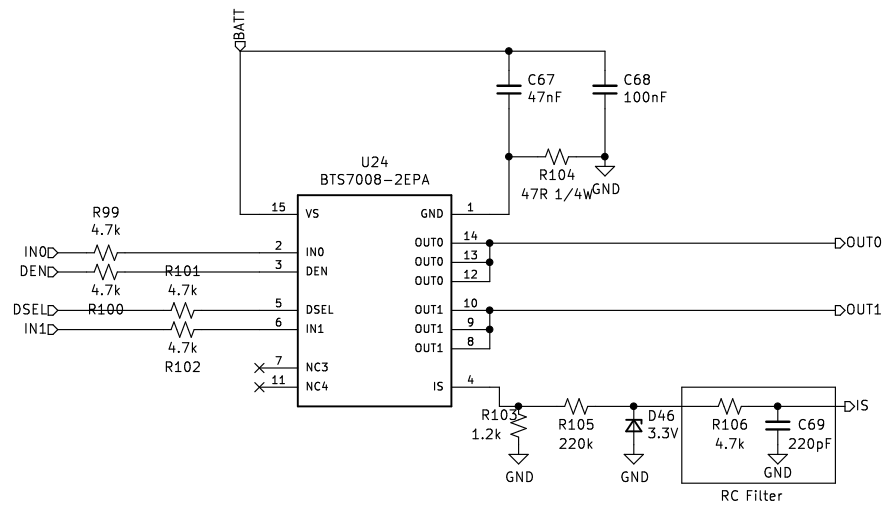 BATT
C67
47nF
C68
100nF
U24
BTS7008-2EPA
R104
47R 1/4W
GND
15
VS
GND
1
R99
4.7k
IN0
2
IN0
OUT0
14
OUT0
DEN
3
DEN
OUT0
13
4.7k
R101
OUT0
12
R100
4.7k
DSEL
5
DSEL
OUT1
10
OUT1
IN1
6
IN1
OUT1
9
4.7k
OUT1
8
R102
7
NC3
11
NC4
IS
4
R103
1.2k
R105
220k
D46
3.3V
R106
4.7k
C69
220pF
IS
GND
GND
GND
RC Filter